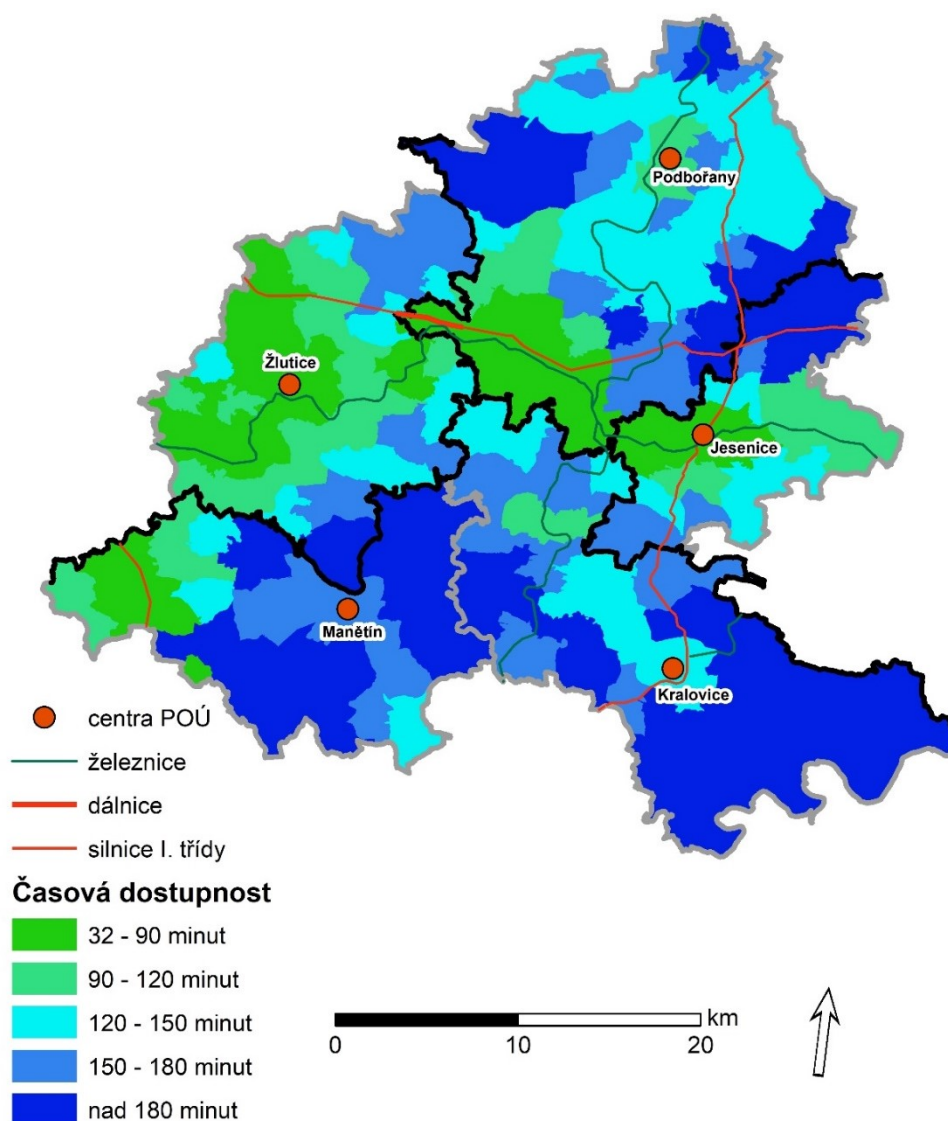 Podbořany
Žlutice
Jesenice
Manětín
Kralovice
centra POÚ
železnice
dálnice
silnice I. třídy
Časová dostupnost
32 - 90 minut
90 - 120 minut
120 - 150 minut
150 - 180 minut
nad 180 minut
km
0 10 20